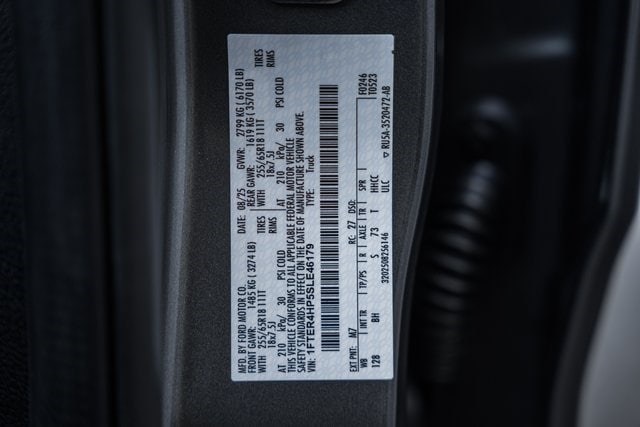 MFD. BY FORD MOTOR CO. DATE: 08/25 GVWR: 2799 KG ( 6170 LB)
FRONT GAWR: 1485 KG ( 3274 LB) REAR GAWR: 1619 KG ( 3570 LB)
WITH 255/65R18 111T TIRES WITH 255/65R18 111T TIRES
18x7.5J RIMS 18x7.5J RIMS
AT 210 kPa/ 30 PSI COLD AT 210 kPa/ 30 PSI COLD
THIS VEHICLE CONFORMS TO ALL APPLICABLE FEDERAL MOTOR VEHICLE
SAFETY STANDARDS IN EFFECT ON THE DATE OF MANUFACTURE SHOWN ABOVE.
VIN: 1FTER4HP5SLE46179 TYPE: Truck
F0246
T0523
EXT PNT: M7 RC: 27 DSO:
WB INT TR TP/PS R AXLE TR SPR
128 BH S 73 T HHCC
ULC
3202508256146 RU5A-3520472-AB